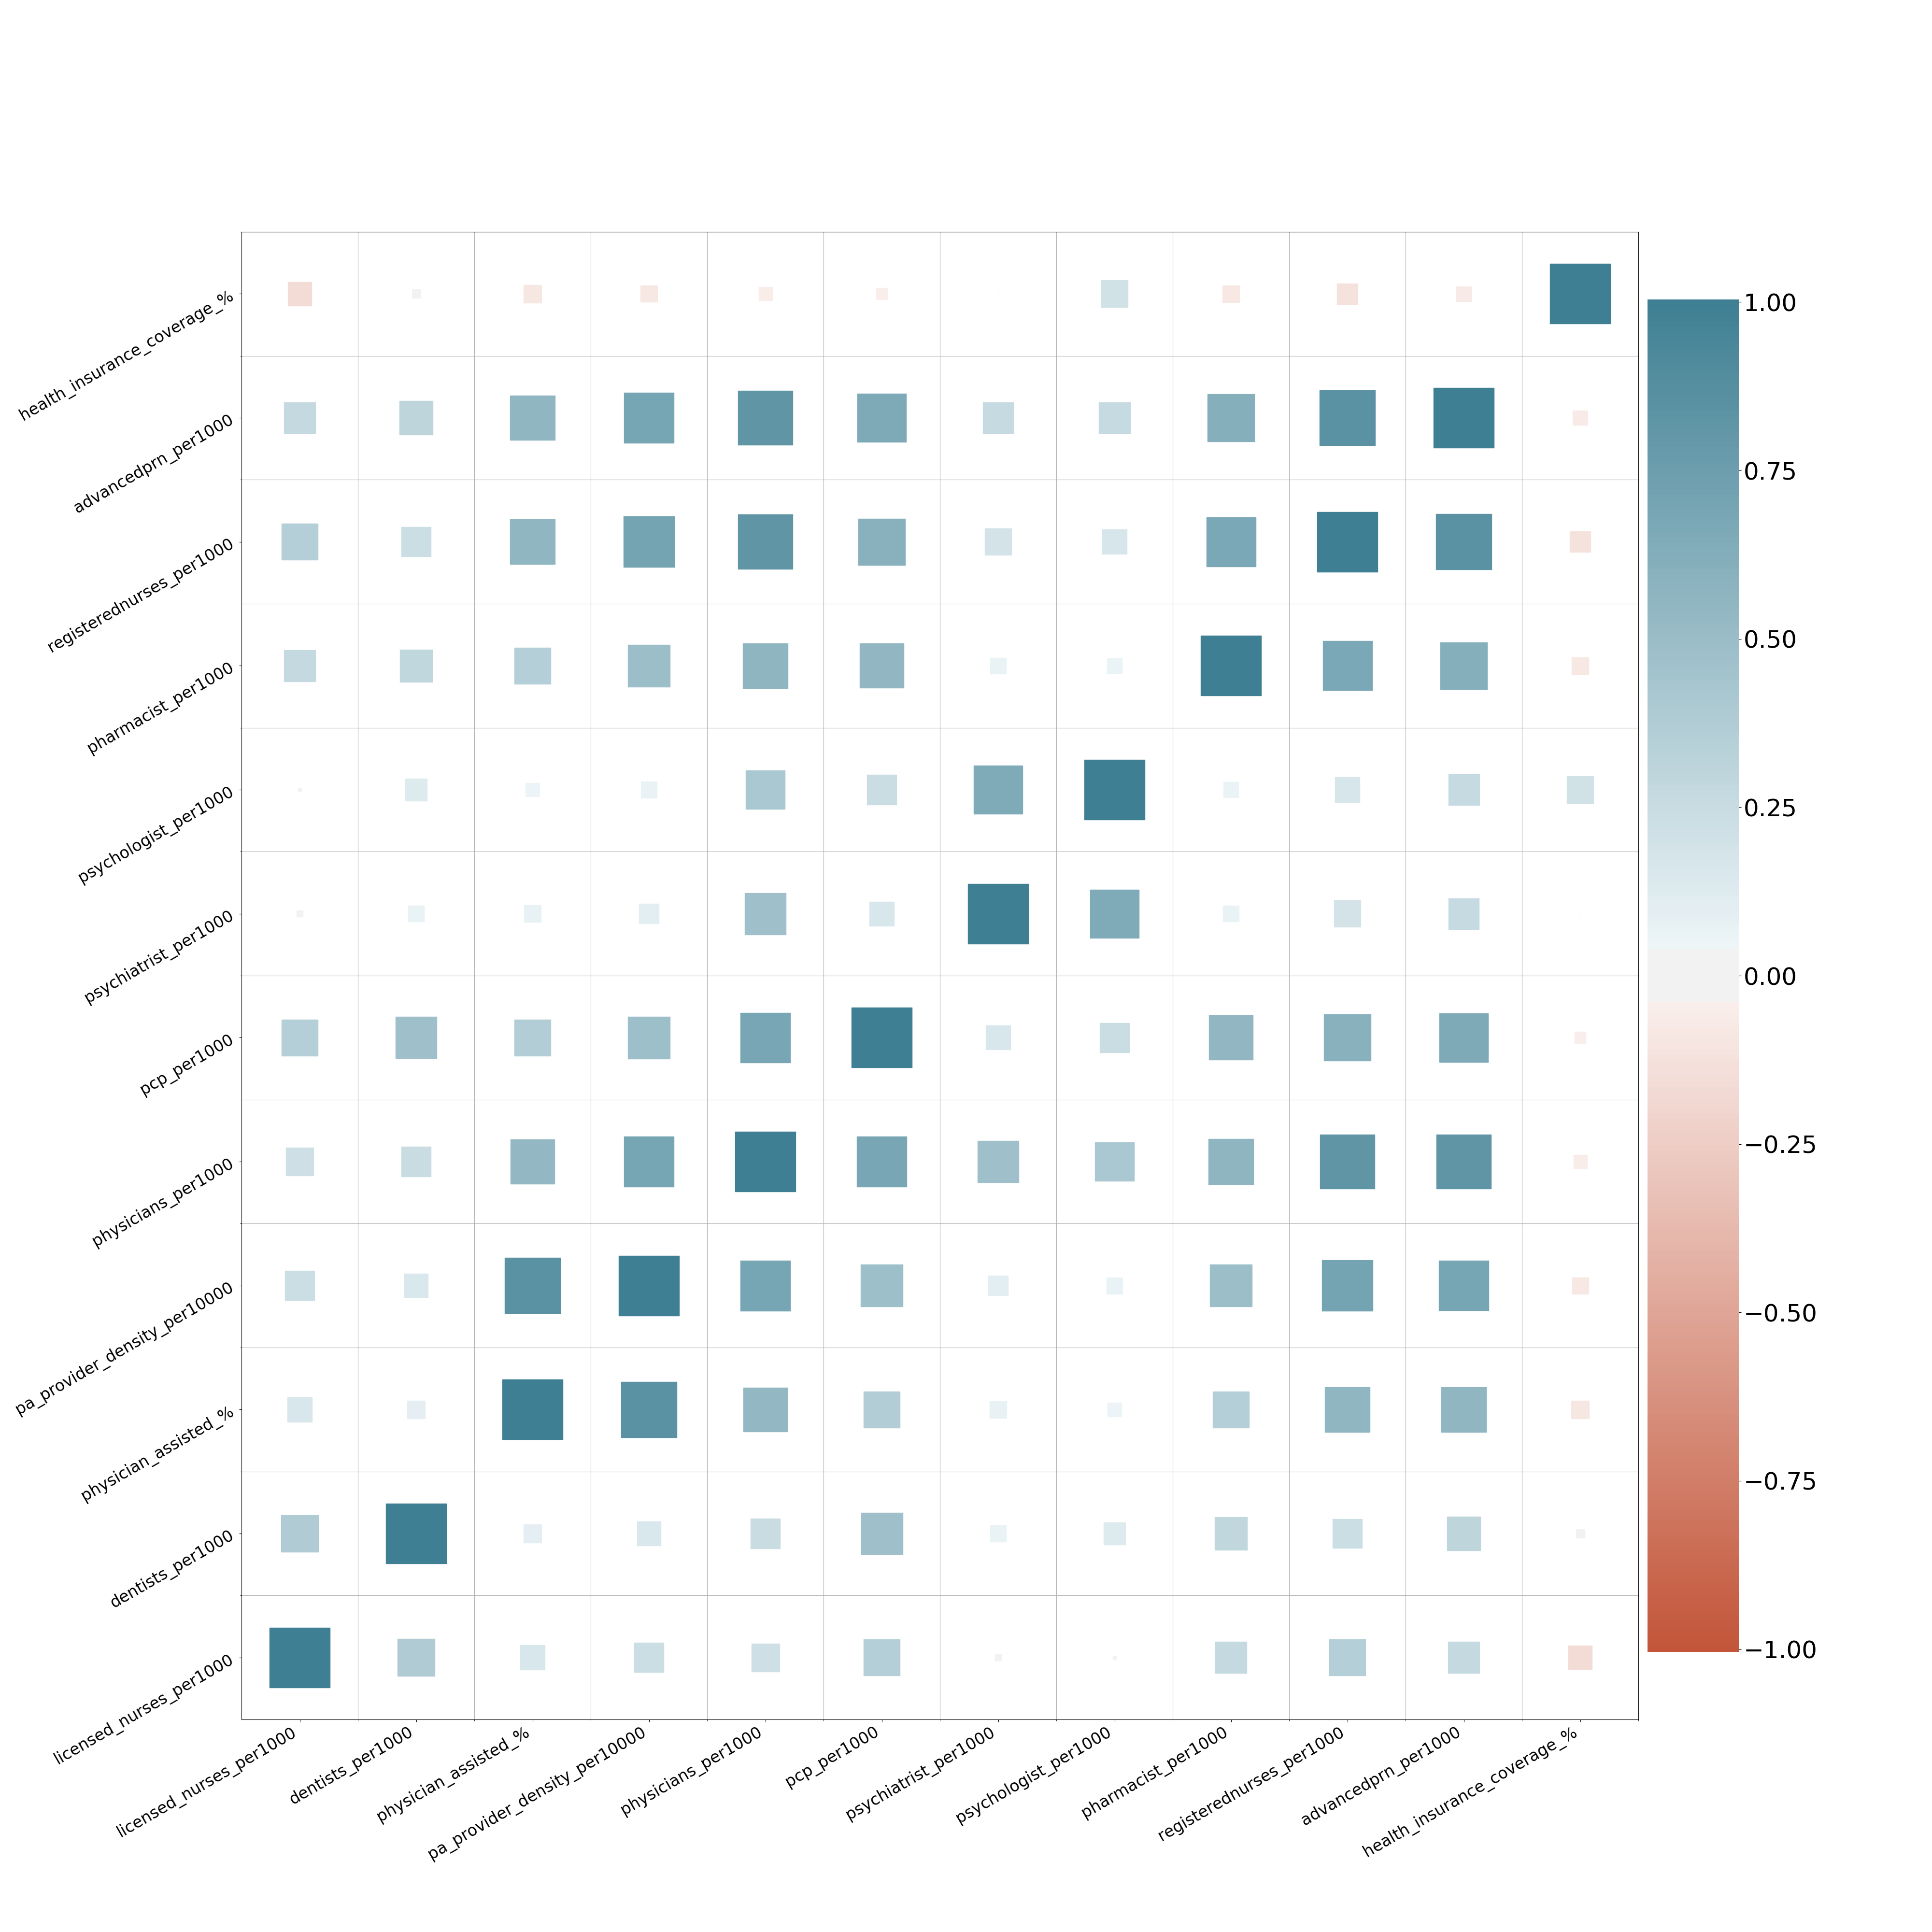 health_insurance_coverage_%
advancedprn_per1000
registerednurses_per1000
pharmacist_per1000
psychologist_per1000
psychiatrist_per1000
pcp_per1000
physicians_per1000
pa_provider_density_per10000
physician_assisted_%
dentists_per1000
licensed_nurses_per1000
licensed_nurses_per1000
dentists_per1000
physician_assisted_%
pa_provider_density_per10000
physicians_per1000
pcp_per1000
psychiatrist_per1000
psychologist_per1000
pharmacist_per1000
registerednurses_per1000
advancedprn_per1000
health_insurance_coverage_%
1.00
0.75
0.50
0.25
0.00
−0.25
−0.50
−0.75
−1.00